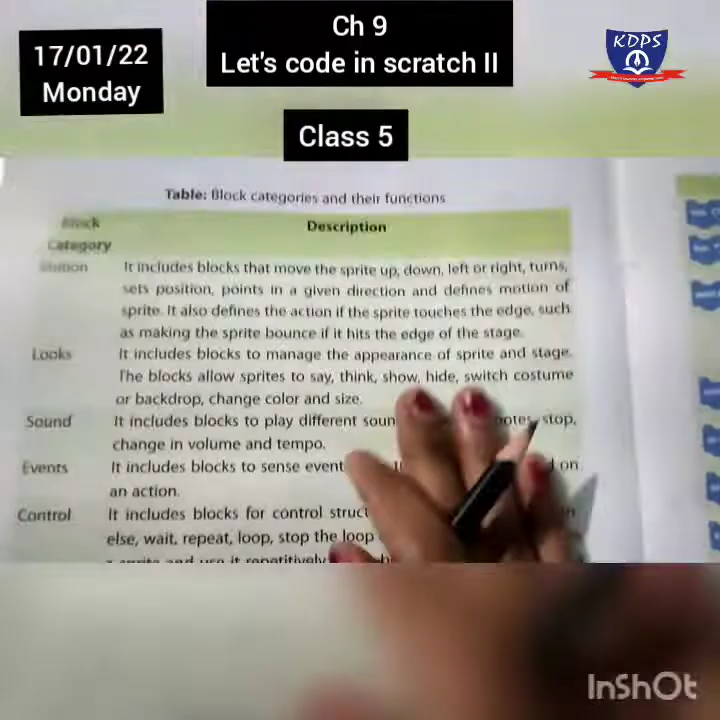 17/01/22
Monday
Ch 9
Let's code in scratch II
KDPS
Class 5
Table: Block categories and their functions
Block
Category
Description
Motion
It includes blocks that move the sprite up, down, left or right, turns,
sets position, points in a given direction and defines motion of
sprite. It also defines the action if the sprite touches the edge, such
as making the sprite bounce if it hits the edge of the stage.
Looks
It includes blocks to manage the appearance of sprite and stage.
The blocks allow sprites to say, think, show, hide, switch costume
or backdrop, change color and size.
Sound
It includes blocks to play different stop,
change in volume and tempo.
Events
It includes blocks to sense on
an action.
Control
It includes blocks for control
else, wait, repeat, loop, stop the loop
a sprite and use it repetitively
InShOt